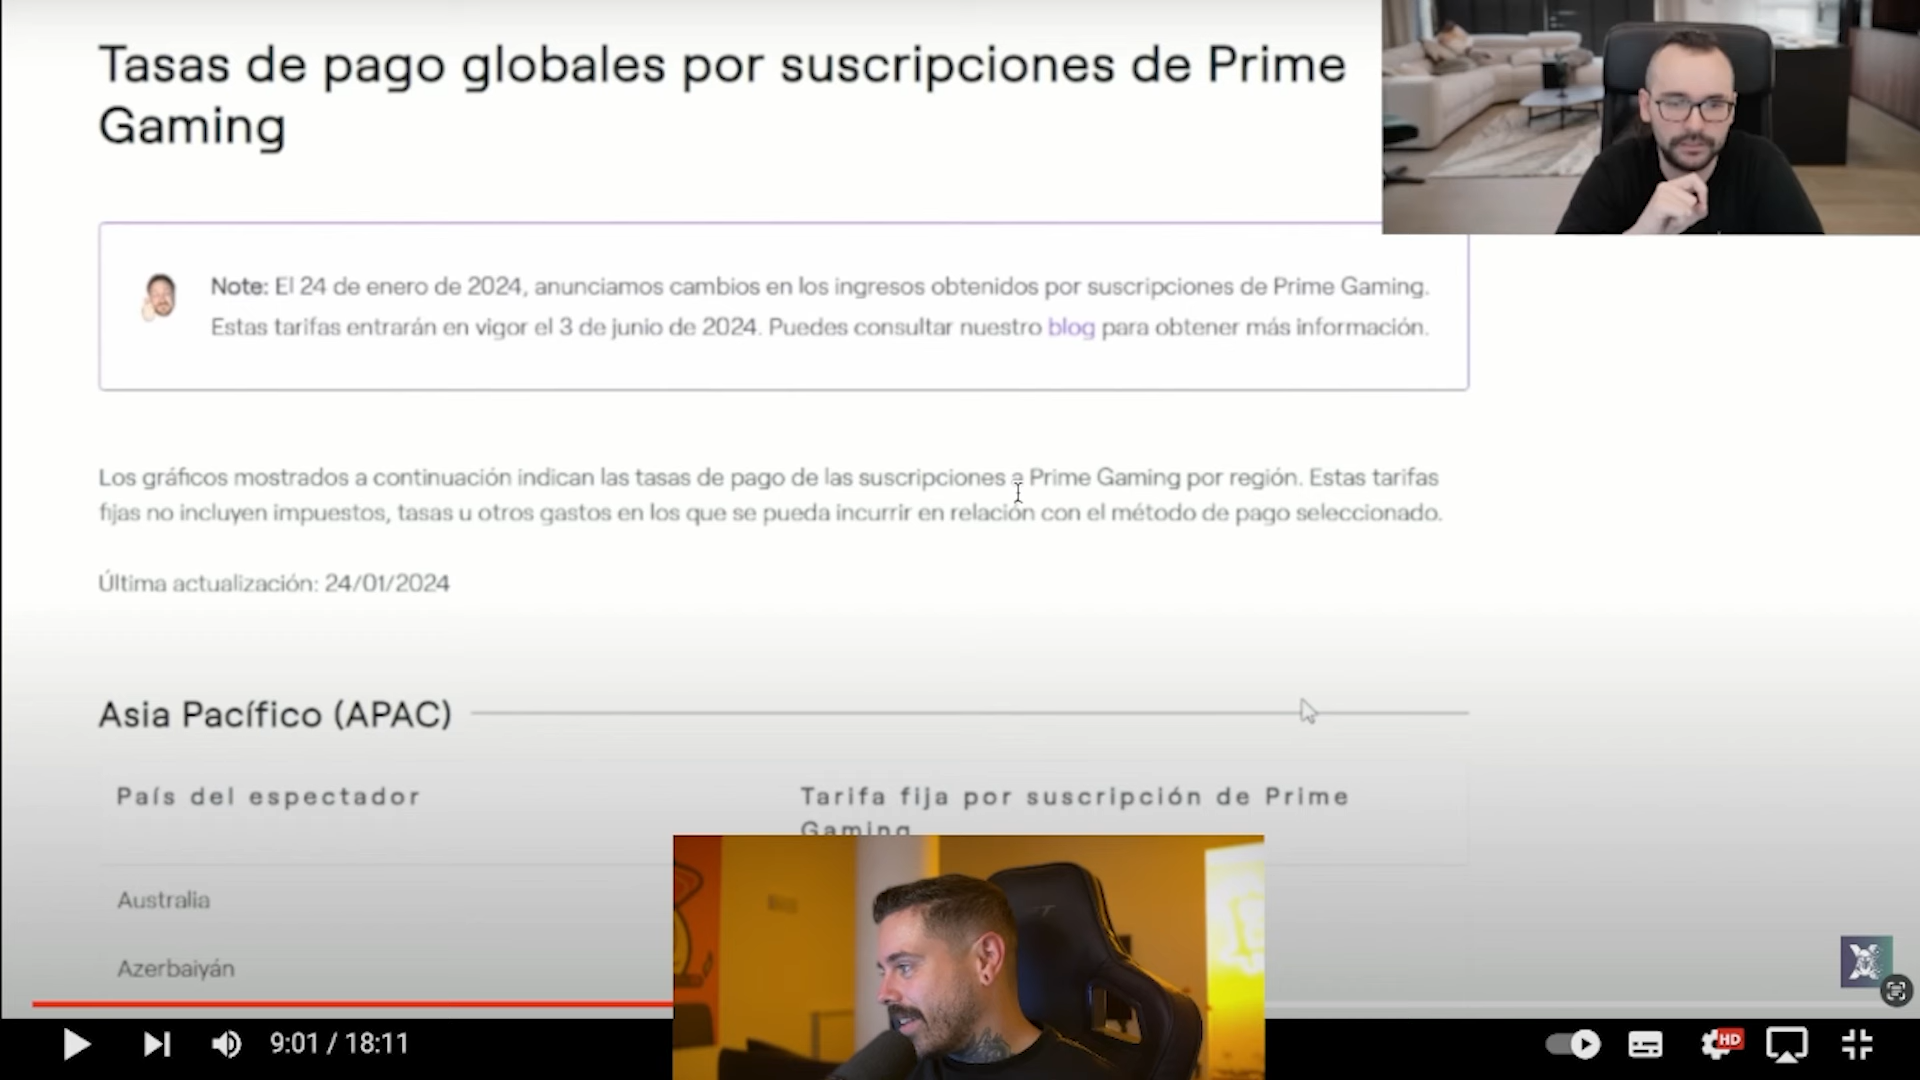 Tasas de pago globales por suscripciones de Prime
Gaming
Note: El 24 de enero de 2024, anunciamos cambios en los ingresos obtenidos por suscripciones de Prime Gaming.
Estas tarifas entrarán en vigor el 3 de junio de 2024. Puedes consultar nuestro blog para obtener más información.
Los gráficos mostrados a continuación indican las tasas de pago de las suscripciones a Prime Gaming por región. Estas tarifas
fijas no incluyen impuestos, tasas u otros gastos en los que se pueda incurrir en relación con el método de pago seleccionado.
Última actualización: 24/01/2024
Asia Pacífico (APAC)
País del espectador
Tarifa fija por suscripción de Prime
Gaming
Australia
Azerbaiyán
9:01 / 18:11
HD